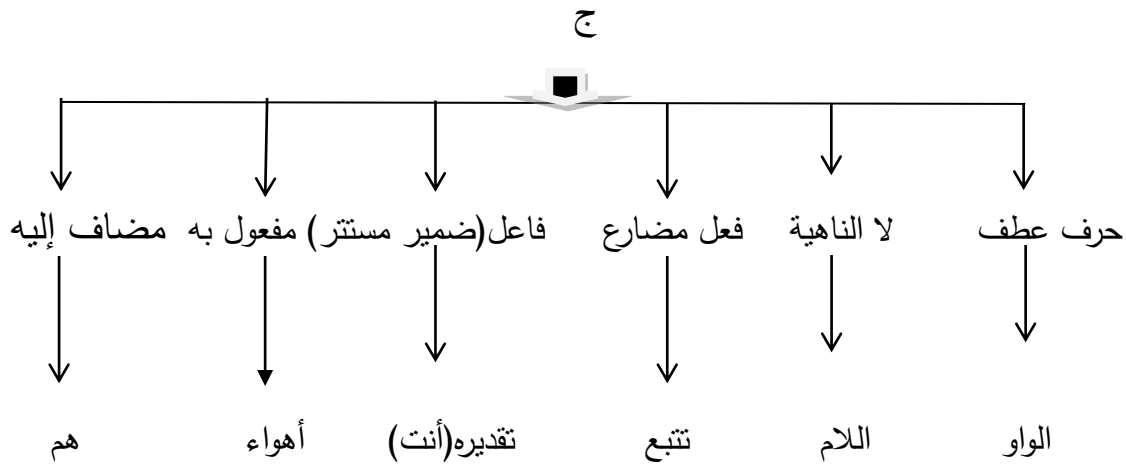 ج
حرف عطف لا الناهية فعل مضارع فاعل(ضمير مستتر) مفعول به مضاف إليه
الواو اللام تتبع تقديره(أنت) أهواء هم